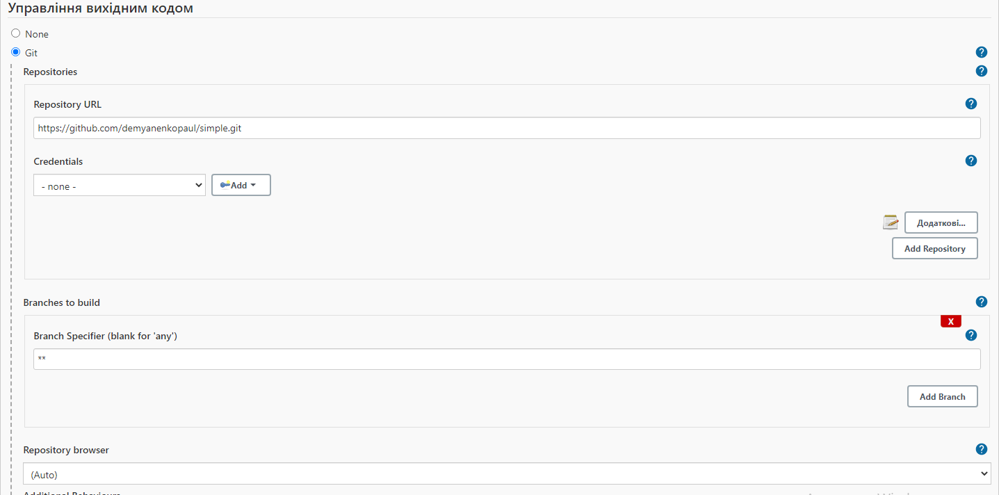 Управління вихідним кодом
None
Git
?
Repositories
?
Repository URL
?
https://github.com/demyanenkopaul/simple.git
Credentials
?
- none -
Add
Додаткові...
Add Repository
Branches to build
?
X
Branch Specifier (blank for 'any')
?
**
Add Branch
Repository browser
?
(Auto)
Additional Behaviours